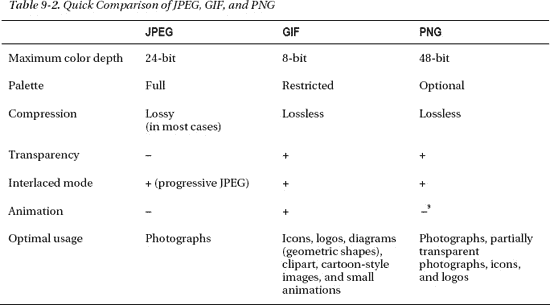 Table 9-2. Quick Comparison of JPEG, GIF, and PNG
JPEG GIF PNG
Maximum color depth 24-bit 8-bit 48-bit
Palette Full Restricted Optional
Compression Lossy Lossless Lossless
(in most cases)
Transparency – + +
Interlaced mode + (progressive JPEG) + +
Animation – + –⁹
Optimal usage Photographs Icons, logos, diagrams Photographs, partially
(geometric shapes), transparent
clipart, cartoon-style photographs, icons,
images, and small and logos
animations